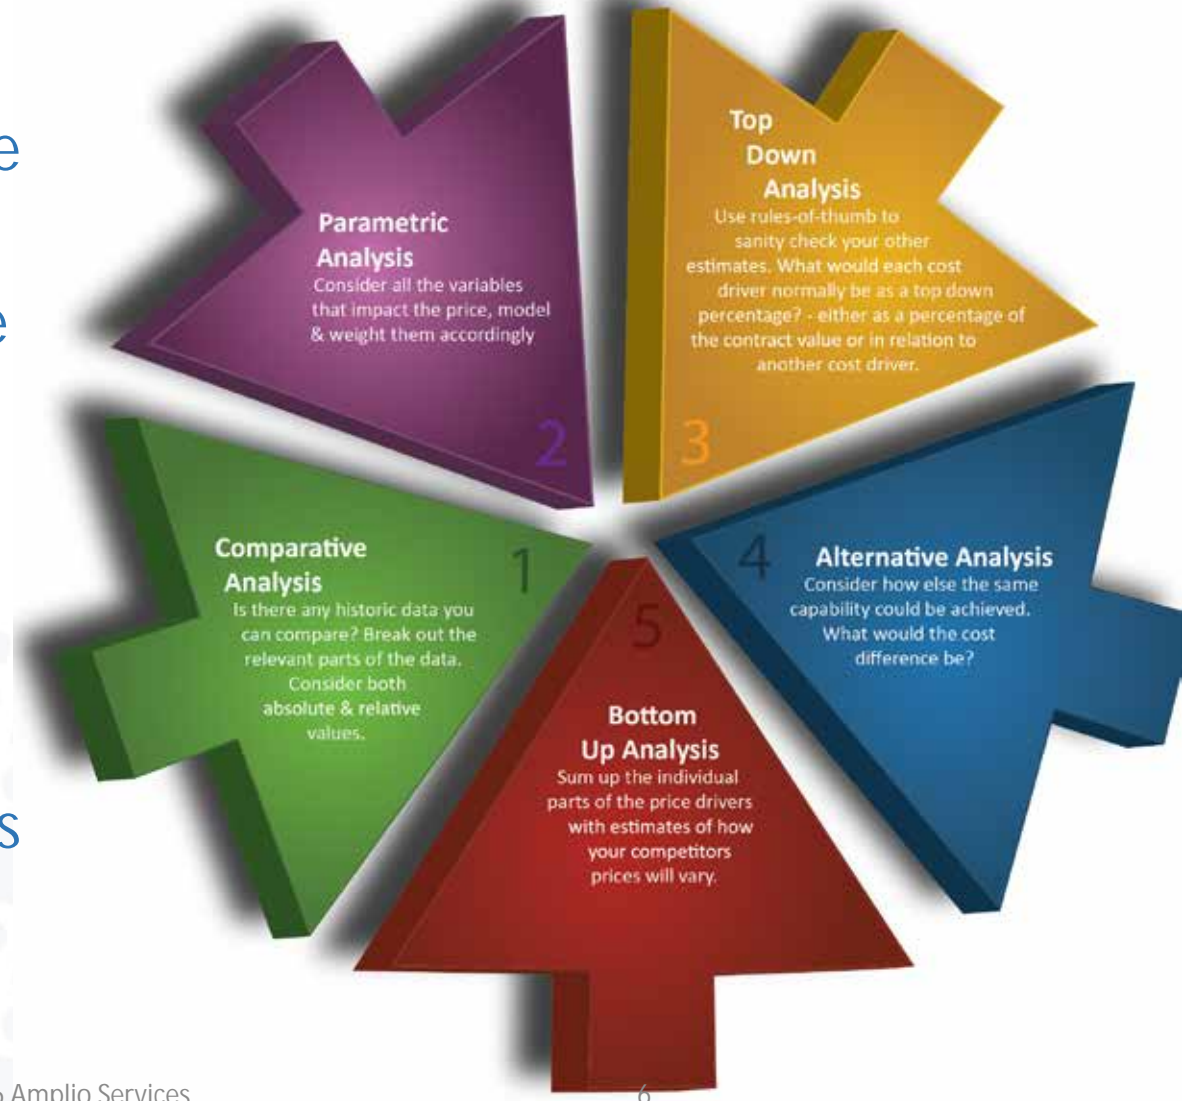 e
e
s
Parametric
Analysis
Consider all the variables
that impact the price, model
& weight them accordingly
2
Top
Down
Analysis
Use rules-of-thumb to
sanity check your other
estimates. What would each cost
driver normally be as a top down
percentage? - either as a percentage of
the contract value or in relation to
another cost driver.
3
Comparative
Analysis
1
Is there any historic data you
can compare? Break out the
relevant parts of the data.
Consider both
absolute & relative
values.
4
Alternative Analysis
Consider how else the same
capability could be achieved.
What would the cost
difference be?
5
Bottom
Up Analysis
Sum up the individual
parts of the price drivers
with estimates of how
your competitors
prices will vary.
Amplio Services
6